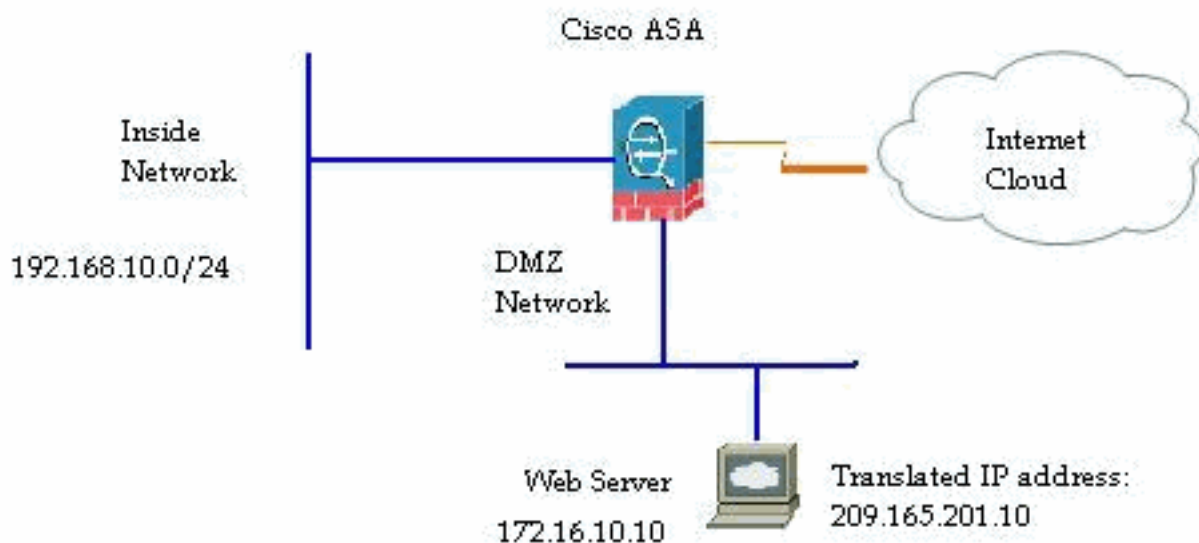 Cisco ASA
Inside
Network
Internet
Cloud
192.168.10.0/24
DMZ
Network
Web Server
172.16.10.10
Translated IP address:
209.165.201.10